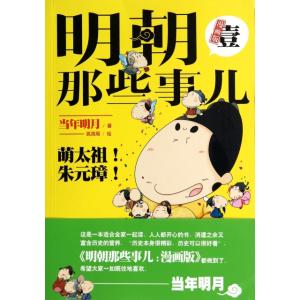 明朝
那些事儿
漫画版
壹
当年明月 / 著
萌太祖！
朱元璋！
这是一本适合全家一起读、人人都开心的书，消遣之余又
富含历史的营养。“历史本身很精彩，历史可以很好看”。
《明朝那些事儿：漫画版》都做到了。
希望大家一如既往地喜欢。
当年明月